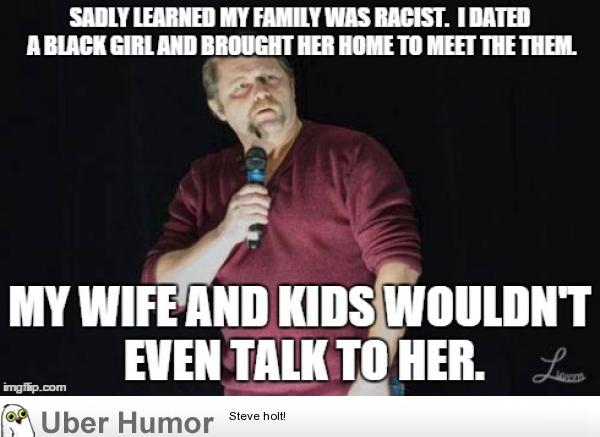 SADLY LEARNED MY FAMILY WAS RACIST. I DATED
A BLACK GIRL AND BROUGHT HER HOME TO MEET THE THEM.
MY WIFE AND KIDS WOULDN'T
EVEN TALK TO HER.
imgflip.com
Uber Humor
Steve holt!